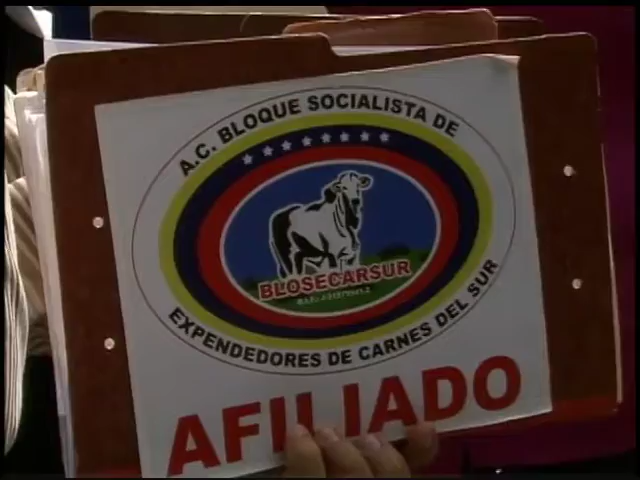 A.C. BLOQUE SOCIALISTA DE
BLOSECARSUR
EXPENDEDORES DE CARNES DEL SUR
AFILIADO